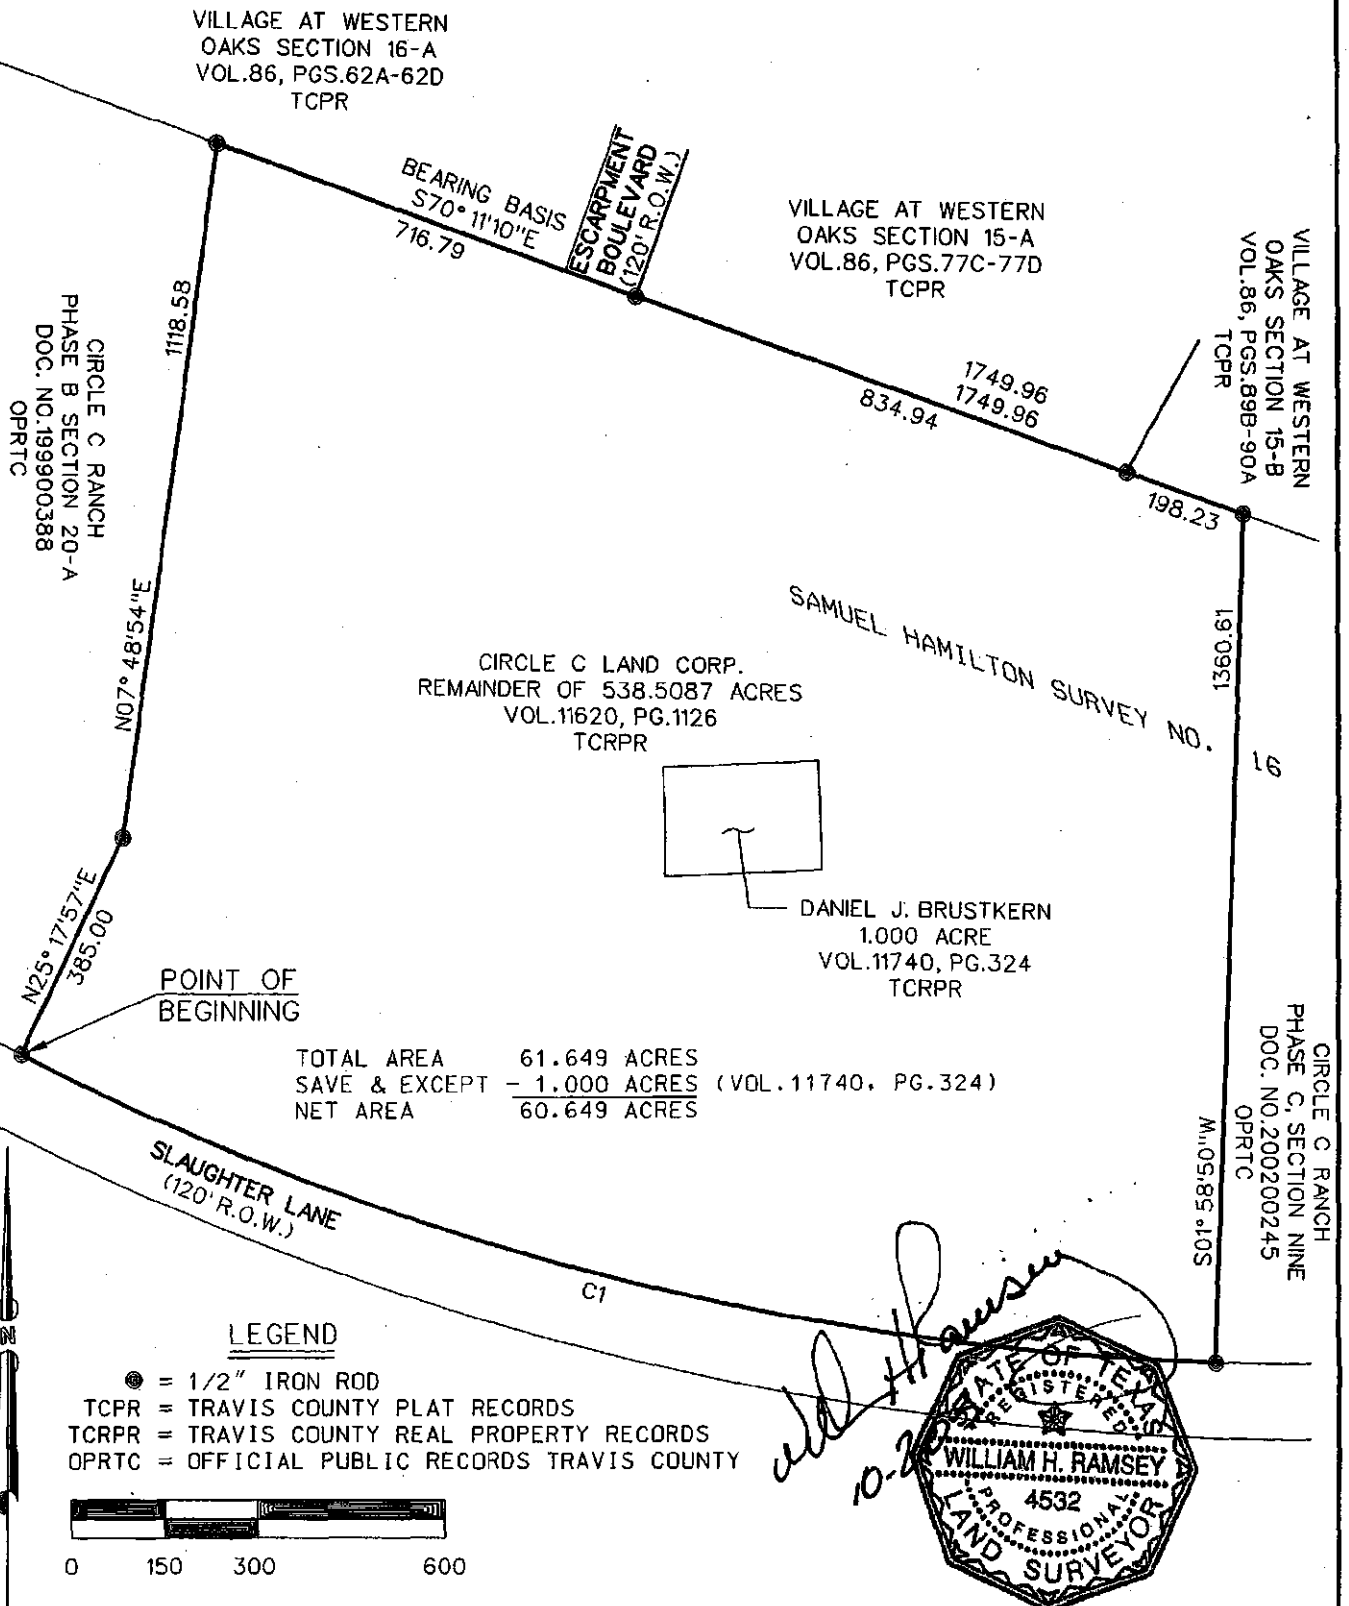 VILLAGE AT WESTERN
OAKS SECTION 16-A
VOL.86, PGS.62A-62D
TCPR
BEARING BASIS
S70°11'10"E
716.79
ESCARPMENT
BOULEVARD
(120' R.O.W.)
VILLAGE AT WESTERN
OAKS SECTION 15-A
VOL.86, PGS.77C-77D
TCPR
VILLAGE AT WESTERN
OAKS SECTION 15-B
VOL.86, PGS.89B-90A
TCPR
1749.96
1749.96
834.94
198.23
1118.58
N07°48'54"E
CIRCLE C RANCH
PHASE B SECTION 20-A
DOC. NO.199900388
OPRTC
SAMUEL HAMILTON SURVEY NO. 16
1390.61
S01°58'50"W
CIRCLE C LAND CORP.
REMAINDER OF 538.5087 ACRES
VOL.11620, PG.1126
TCRPR
DANIEL J. BRUSTKERN
1.000 ACRE
VOL.11740, PG.324
TCRPR
N25°17'57"E
385.00
POINT OF
BEGINNING
TOTAL AREA 61.649 ACRES
SAVE & EXCEPT - 1.000 ACRES (VOL.11740, PG.324)
NET AREA 60.649 ACRES
CIRCLE C RANCH
PHASE C, SECTION NINE
DOC. NO.200200245
OPRTC
SLAUGHTER LANE
(120' R.O.W.)
C1
N
LEGEND
= 1/2" IRON ROD
TCPR = TRAVIS COUNTY PLAT RECORDS
TCRPR = TRAVIS COUNTY REAL PROPERTY RECORDS
OPRTC = OFFICIAL PUBLIC RECORDS TRAVIS COUNTY
0 150 300 600
STATE OF TEXAS
REGISTERED
WILLIAM H. RAMSEY
4532
PROFESSIONAL
LAND SURVEYOR